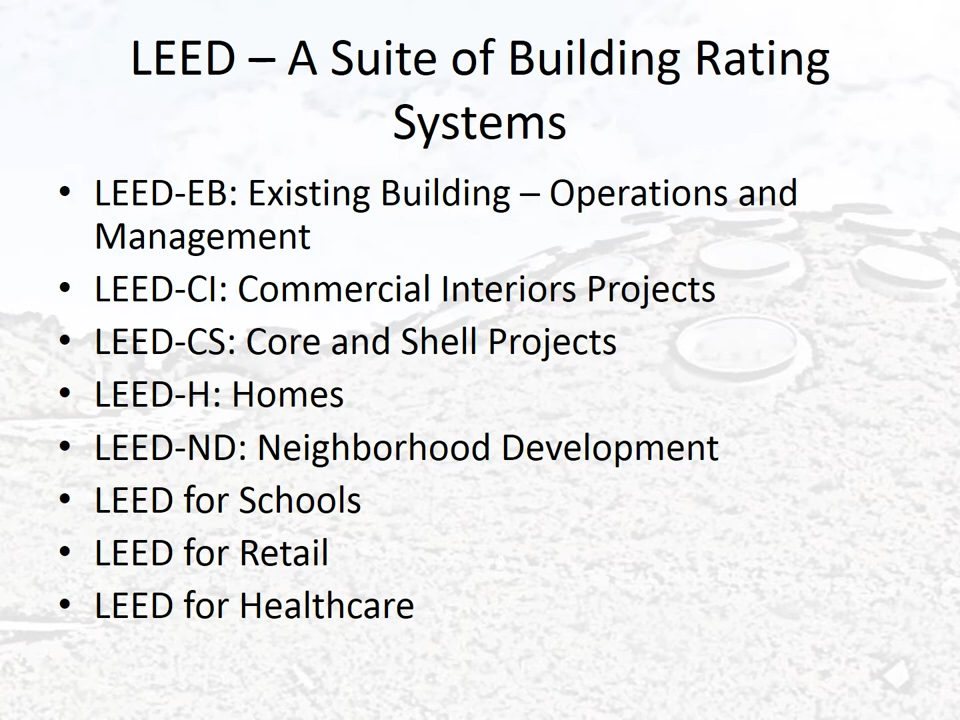 LEED – A Suite of Building Rating
Systems
• LEED-EB: Existing Building – Operations and
Management
• LEED-CI: Commercial Interiors Projects
• LEED-CS: Core and Shell Projects
• LEED-H: Homes
• LEED-ND: Neighborhood Development
• LEED for Schools
• LEED for Retail
• LEED for Healthcare